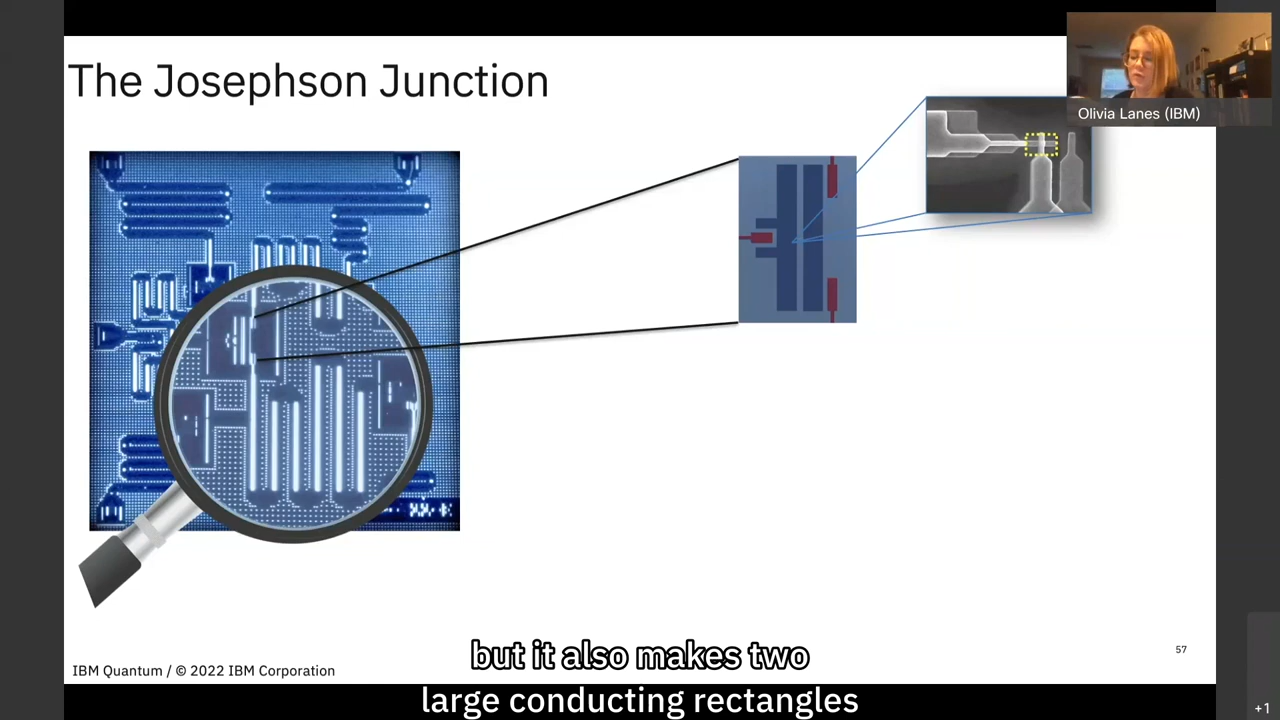 The Josephson Junction
Olivia Lanes (IBM)
57
IBM Quantum / © 2022 IBM Corporation
but it also makes two
large conducting rectangles
+1